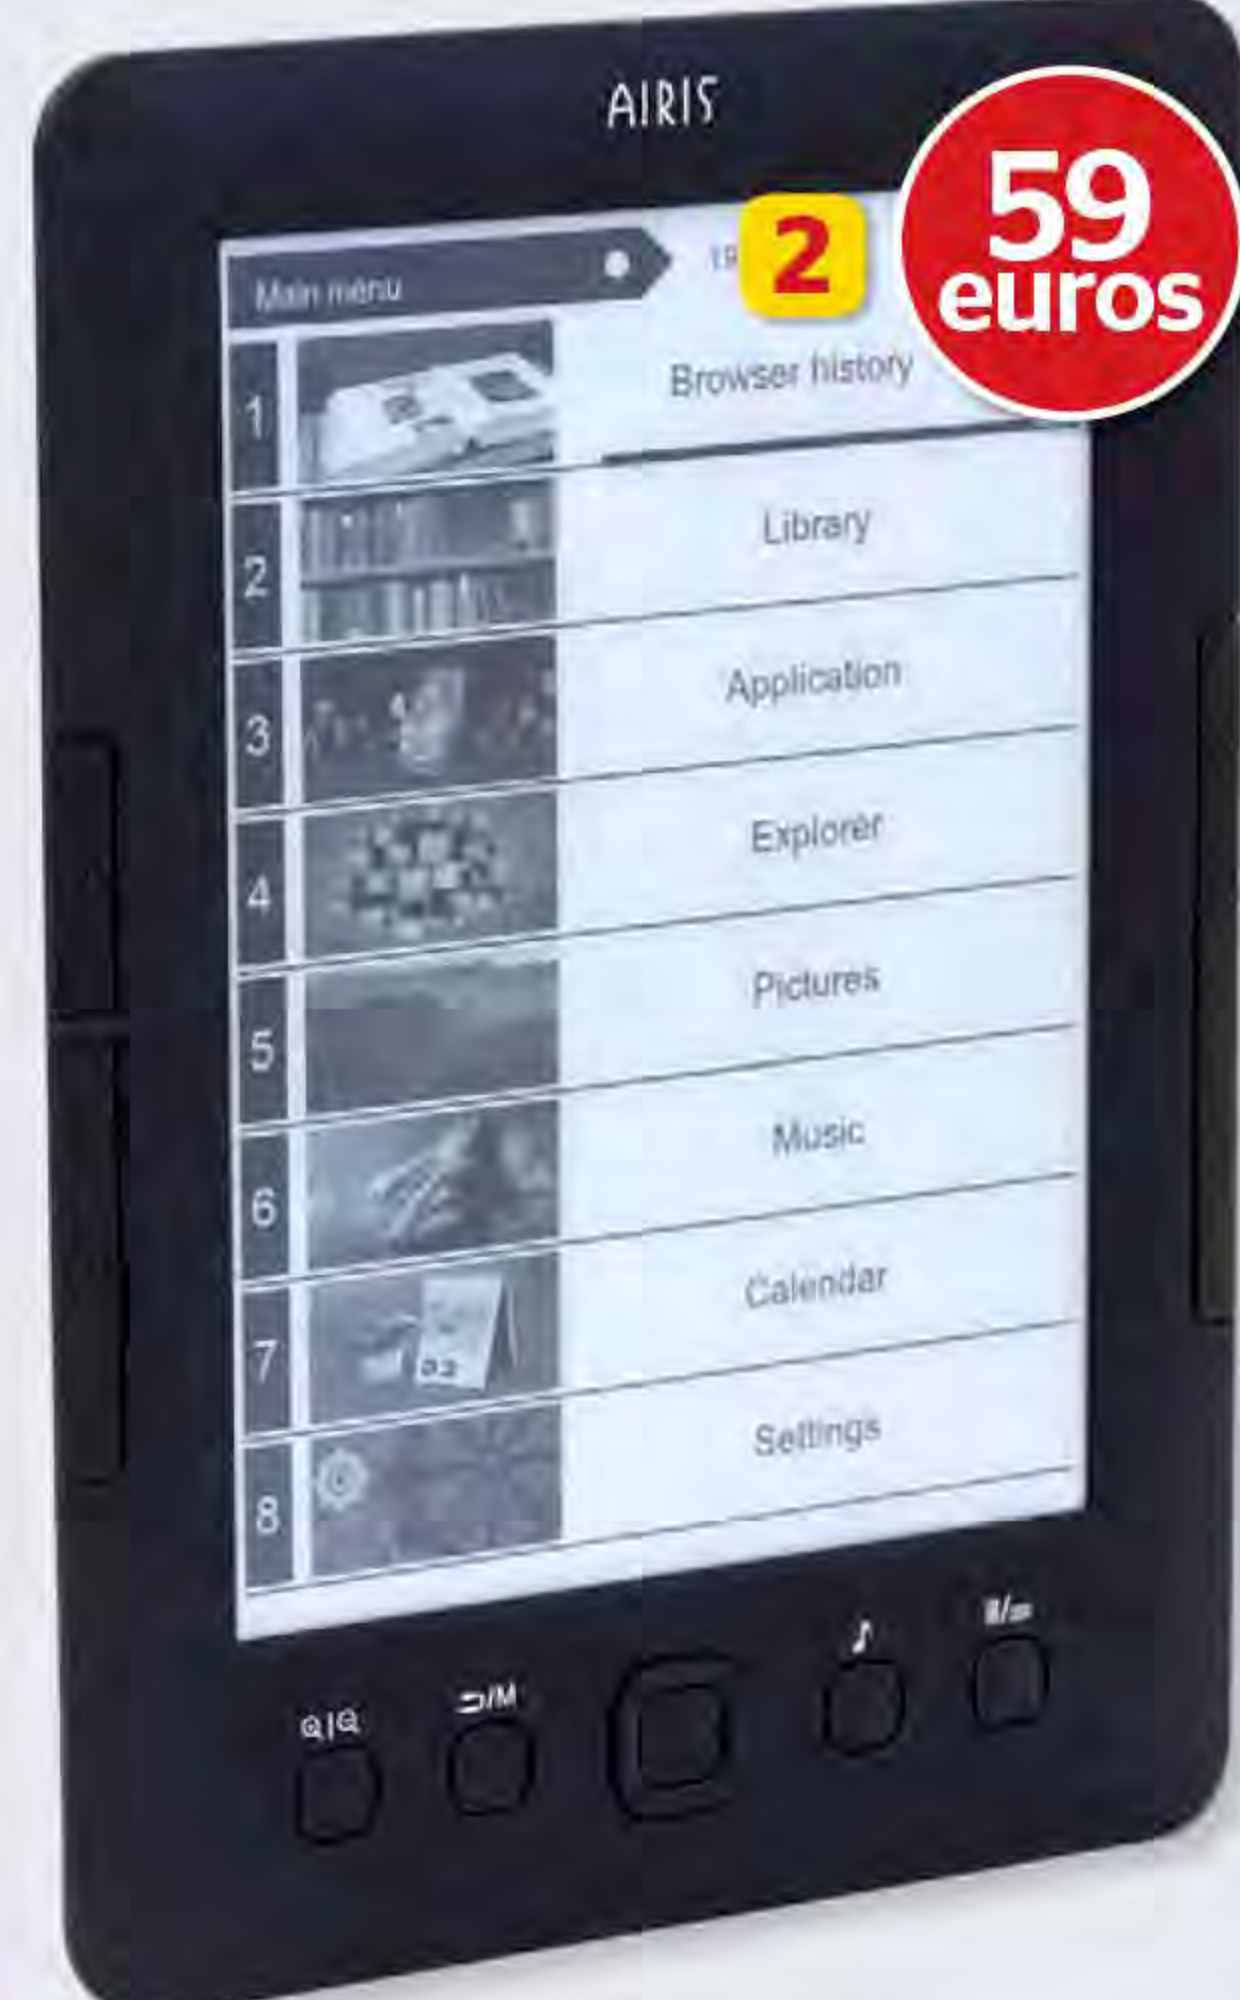 AIRIS
59
euros
2
Main menu
1 Browser history
2 Library
3 Application
4 Explorer
5 Pictures
6 Music
7 Calendar
8 Settings
/M